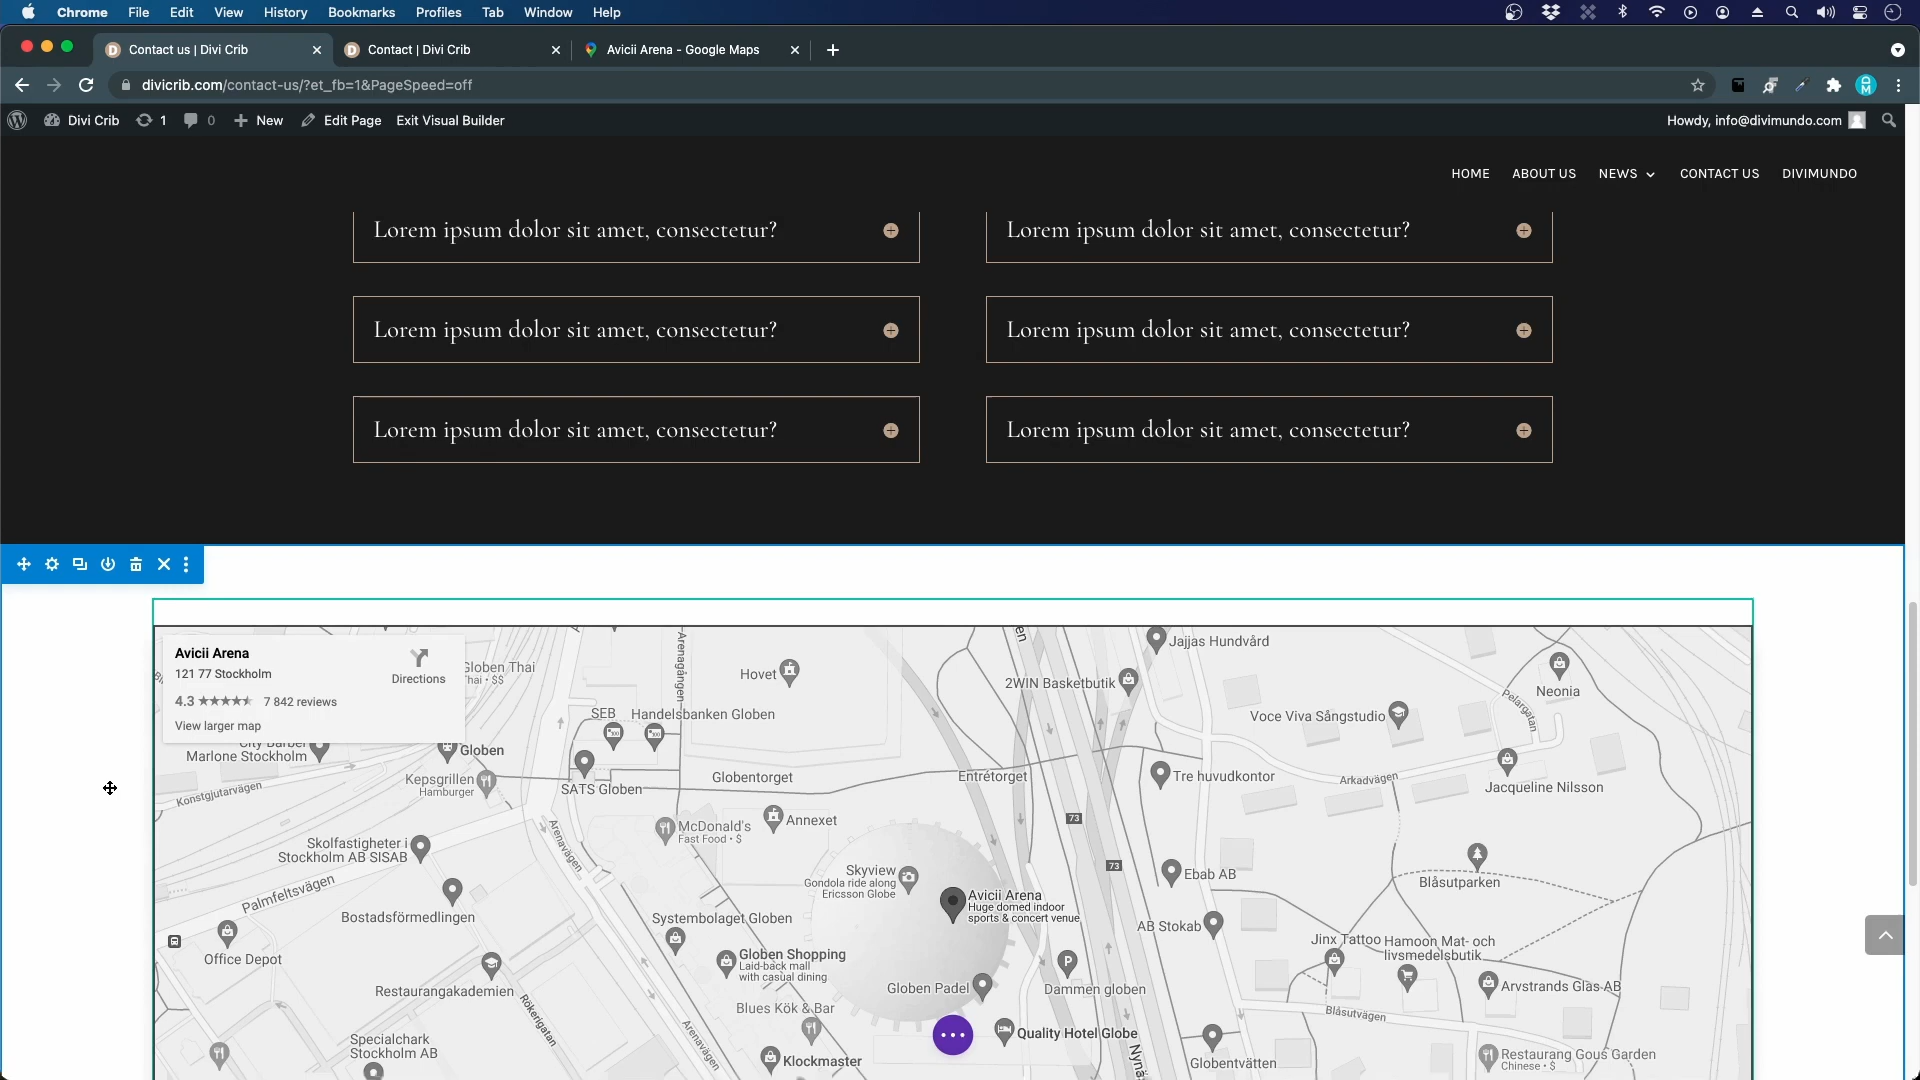 Chrome File Edit View History Bookmarks Profiles Tab Window Help
Contact us | Divi Crib
Contact | Divi Crib
Avicii Arena - Google Maps
divicrib.com/contact-us/?et_fb=1&PageSpeed=off
Divi Crib 1 0 New Edit Page Exit Visual Builder
Howdy, info@divimundo.com
HOME ABOUT US NEWS CONTACT US DIVIMUNDO
Lorem ipsum dolor sit amet, consectetur?
Lorem ipsum dolor sit amet, consectetur?
Lorem ipsum dolor sit amet, consectetur?
Lorem ipsum dolor sit amet, consectetur?
Lorem ipsum dolor sit amet, consectetur?
Lorem ipsum dolor sit amet, consectetur?
Avicii Arena
121 77 Stockholm
4.3
7 842 reviews
View larger map
Directions
Globen Thai
Thai • $$
Arenagången
Hovet
Jajjas Hundvård
2WIN Basketbutik
Neonia
Pelargatan
SEB
Handelsbanken Globen
Voce Viva Sångstudio
Marlone Stockholm
Globen
Kepsgrillen
Hamburger
Konstgjutarvägen
SATS Globen
Globentorget
Entrétorget
Tre huvudkontor
Arkadvägen
Jacqueline Nilsson
McDonald's
Fast Food • $
Annexet
73
Skolfastigheter i
Stockholm AB SISAB
Arenavägen
73
Skyview
Gondola ride along
Ericsson Globe
Ebab AB
Blåsutparken
Palmfeltsvägen
Avicii Arena
Huge domed indoor
sports & concert venue
Bostadsförmedlingen
Systembolaget Globen
AB Stokab
Jinx Tattoo
Hamoon Mat- och
livsmedelsbutik
Office Depot
Globen Shopping
Laid-back mall
with casual dining
P
Dammen globen
Restaurangakademien
Globen Padel
Arvstrands Glas AB
Rökerigatan
Blues Kök & Bar
Blåsutvägen
Quality Hotel Globe
Specialchark
Stockholm AB
Arenavägen
Klockmaster
Globentvätten
Restaurang Gous Garden
Chinese • $